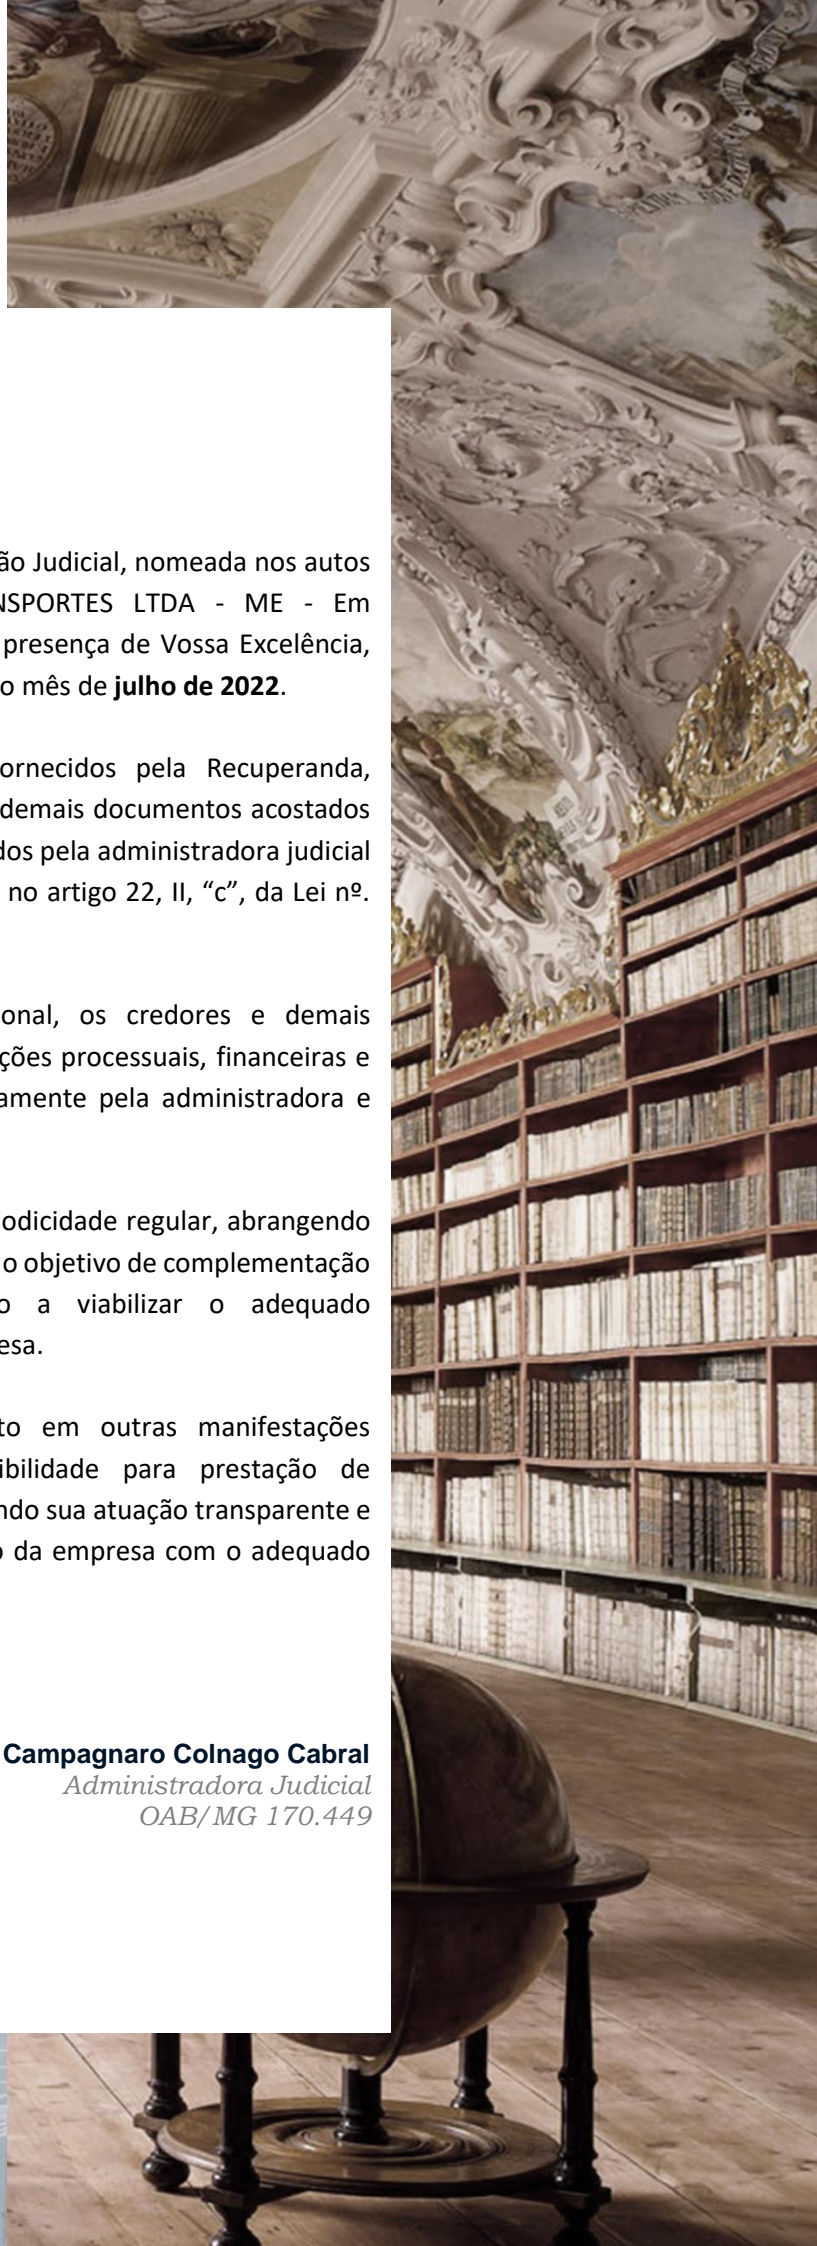 ão Judicial, nomeada nos autos
NSPORTES LTDA - ME - Em
presença de Vossa Excelência,
o mês de julho de 2022.
ornecidos pela Recuperanda,
demais documentos acostados
dos pela administradora judicial
no artigo 22, II, “c”, da Lei nº.
onal, os credores e demais
ções processuais, financeiras e
amente pela administradora e
odicidade regular, abrangendo
o objetivo de complementação
o a viabilizar o adequado
esa.
to em outras manifestações
ibilidade para prestação de
ndo sua atuação transparente e
o da empresa com o adequado
Campagnaro Colnago Cabral
Administradora Judicial
OAB/MG 170.449